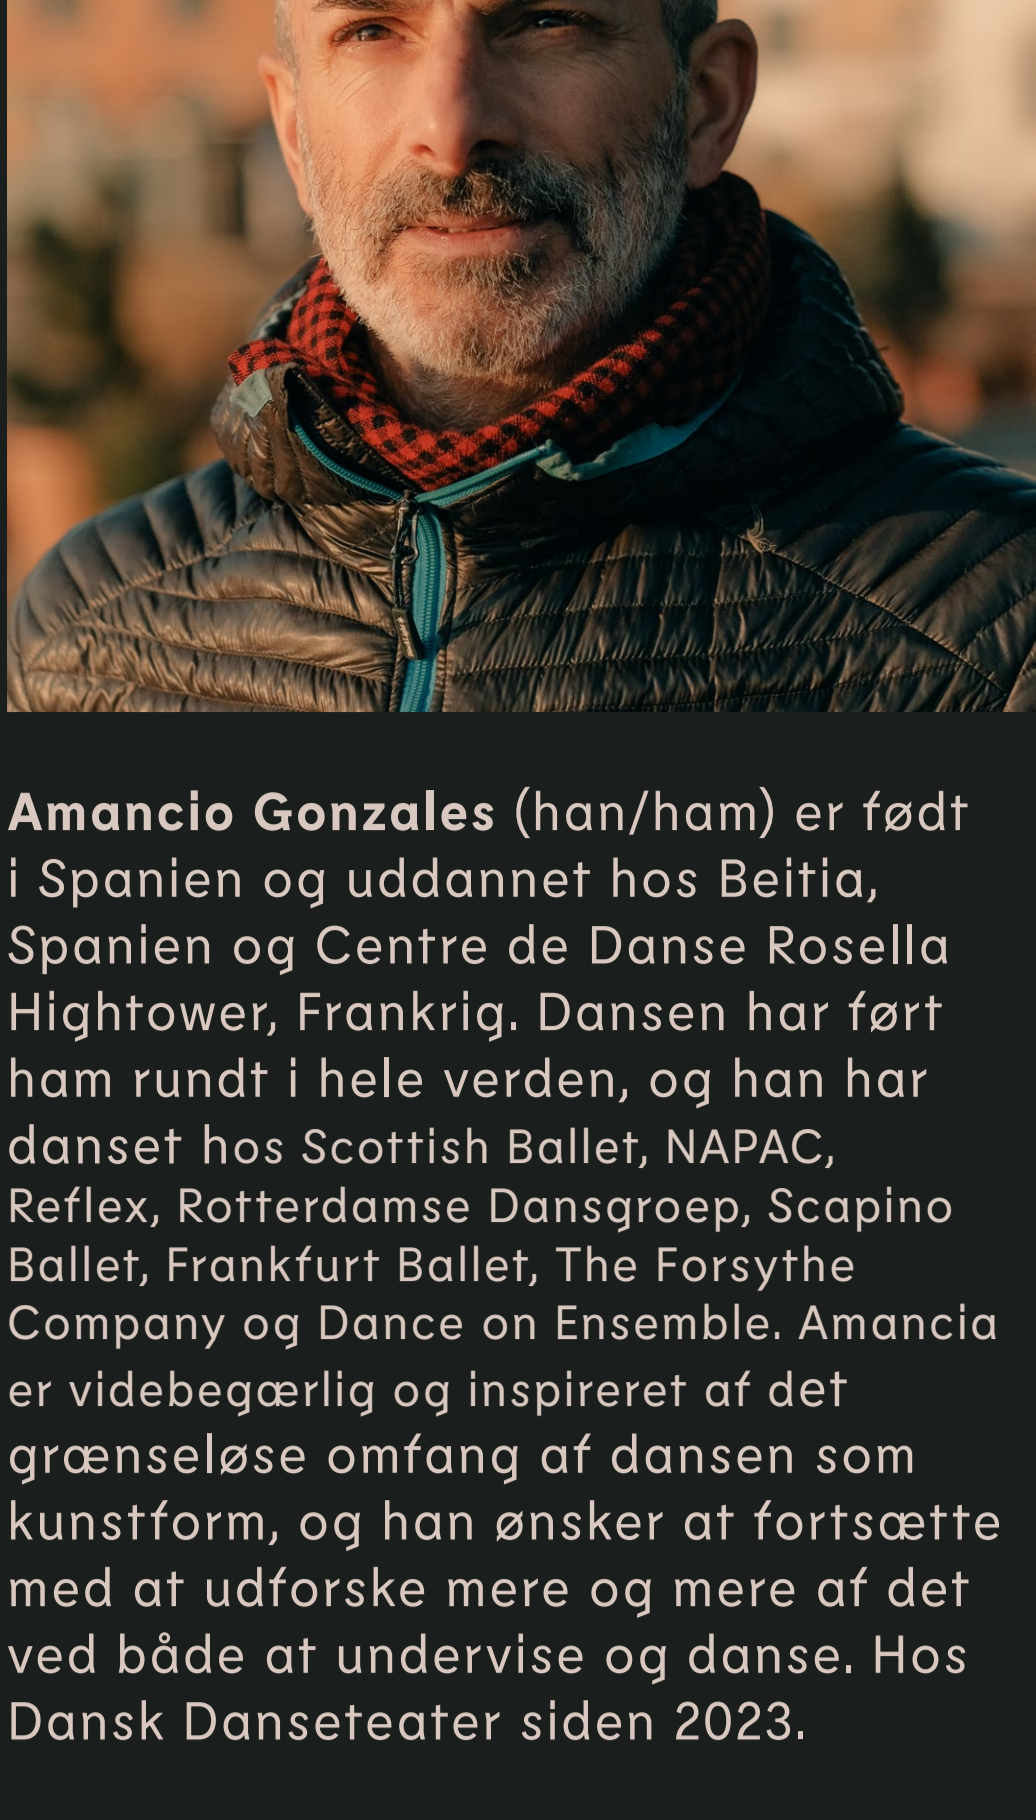 Amancio Gonzales (han/ham) er født
i Spanien og uddannet hos Beitia,
Spanien og Centre de Danse Rosella
Hightower, Frankrig. Dansen har ført
ham rundt i hele verden, og han har
danset hos Scottish Ballet, NAPAC,
Reflex, Rotterdamse Dansgroep, Scapino
Ballet, Frankfurt Ballet, The Forsythe
Company og Dance on Ensemble. Amancia
er videbegærlig og inspireret af det
grænseløse omfang af dansen som
kunstform, og han ønsker at fortsætte
med at udforske mere og mere af det
ved både at undervise og danse. Hos
Dansk Danseteater siden 2023.